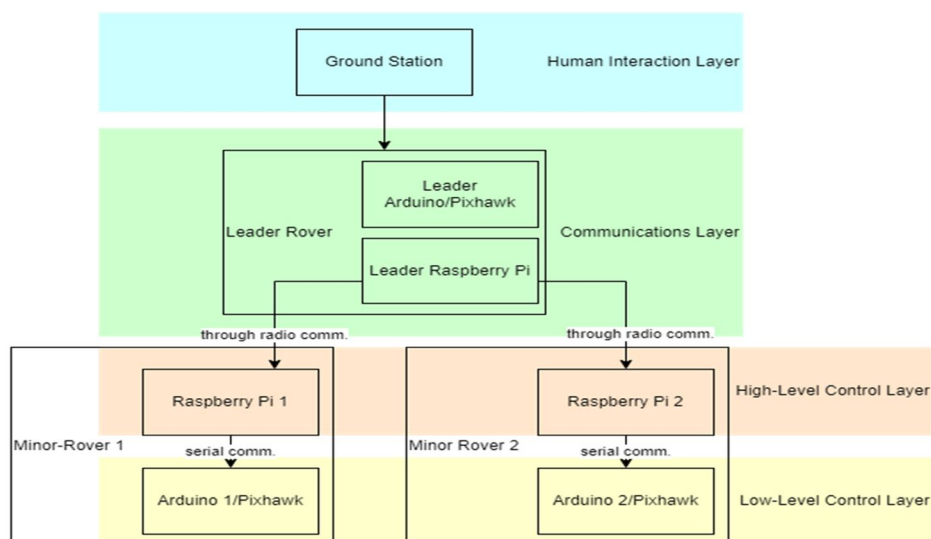 Ground Station
Human Interaction Layer
Leader
Arduino/Pixhawk
Leader Rover
Communications Layer
Leader Raspberry Pi
through radio comm.
through radio comm.
Raspberry Pi 1
Raspberry Pi 2
High-Level Control Layer
Minor-Rover 1
serial comm.
Minor Rover 2
serial comm.
Arduino 1/Pixhawk
Arduino 2/Pixhawk
Low-Level Control Layer